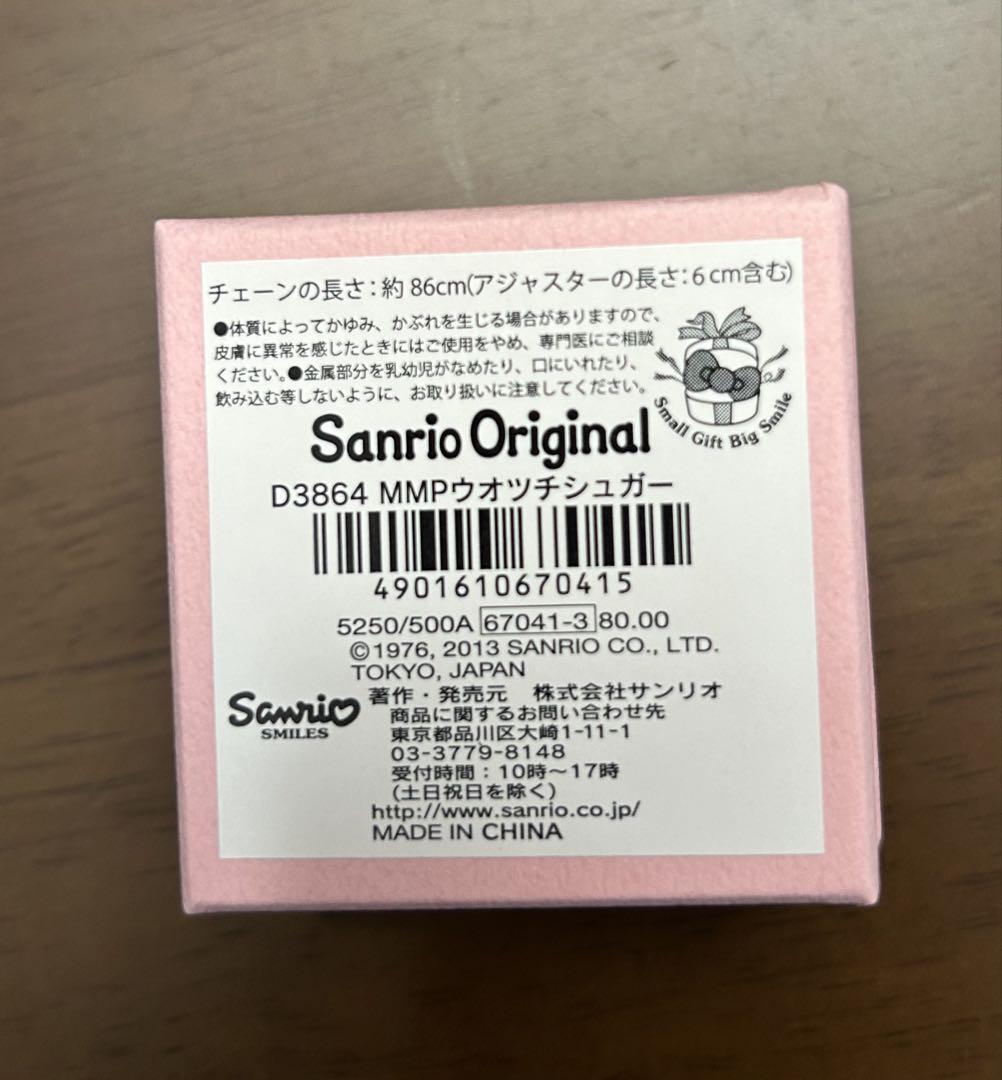 チェーンの長さ：約 86cm(アジャスターの長さ：6 cm含む)
●体質によってかゆみ、かぶれを生じる場合がありますので、
皮膚に異常を感じたときにはご使用をやめ、専門医にご相談
ください。●金属部分を乳幼児がなめたり、口にいれたり、
飲み込む等しないように、お取り扱いに注意してください。
Small Gift Big Smile
Sanrio Original
D3864 MMPウオツチシュガー
4901610670415
5250/500A 67041-3 80.00
©1976, 2013 SANRIO CO., LTD.
TOKYO, JAPAN
Sanrio
SMILES
著作・発売元　株式会社サンリオ
商品に関するお問い合わせ先
東京都品川区大崎1-11-1
03-3779-8148
受付時間：10時〜17時
(土日祝日を除く)
http://www.sanrio.co.jp/
MADE IN CHINA